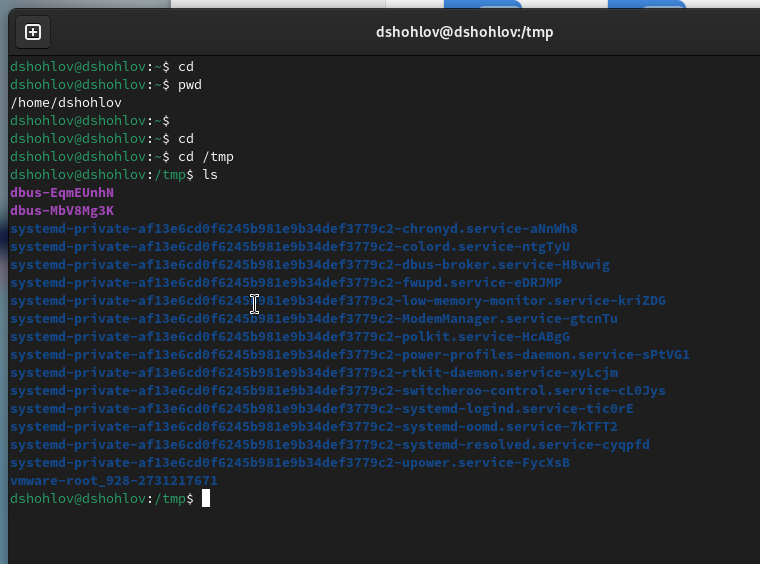 dshohlov@dshohlov:/tmp
dshohlov@dshohlov:~$ cd
dshohlov@dshohlov:~$ pwd
/home/dshohlov
dshohlov@dshohlov:~$
dshohlov@dshohlov:~$ cd
dshohlov@dshohlov:~$ cd /tmp
dshohlov@dshohlov:/tmp$ ls
dbus-EqmEUnhN
dbus-MbV8Mg3K
systemd-private-af13e6cd0f6245b981e9b34def3779c2-chronyd.service-aNnWh8
systemd-private-af13e6cd0f6245b981e9b34def3779c2-colord.service-ntgTyU
systemd-private-af13e6cd0f6245b981e9b34def3779c2-dbus-broker.service-H8vwig
systemd-private-af13e6cd0f6245b981e9b34def3779c2-fwupd.service-eDRJMP
systemd-private-af13e6cd0f6245b981e9b34def3779c2-low-memory-monitor.service-kriZDG
systemd-private-af13e6cd0f6245b981e9b34def3779c2-ModemManager.service-gtcnTu
systemd-private-af13e6cd0f6245b981e9b34def3779c2-polkit.service-HcABgG
systemd-private-af13e6cd0f6245b981e9b34def3779c2-power-profiles-daemon.service-sPtVG1
systemd-private-af13e6cd0f6245b981e9b34def3779c2-rtkit-daemon.service-xyLcjm
systemd-private-af13e6cd0f6245b981e9b34def3779c2-switcheroo-control.service-cL0Jys
systemd-private-af13e6cd0f6245b981e9b34def3779c2-systemd-logind.service-tic0rE
systemd-private-af13e6cd0f6245b981e9b34def3779c2-systemd-oomd.service-7kTFT2
systemd-private-af13e6cd0f6245b981e9b34def3779c2-systemd-resolved.service-cyqpfd
systemd-private-af13e6cd0f6245b981e9b34def3779c2-upower.service-FycXsB
vmware-root_928-2731217671
dshohlov@dshohlov:/tmp$